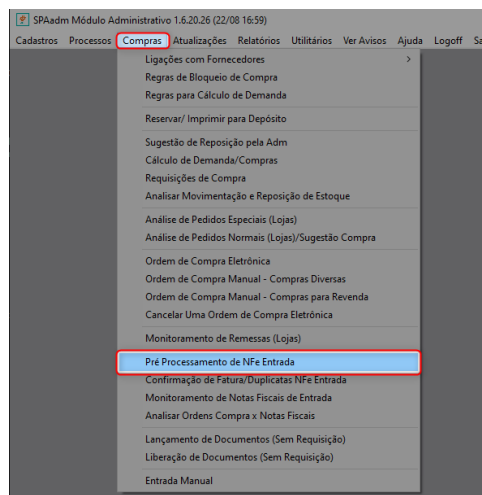 SPAadm Módulo Administrativo 1.6.20.26 (22/08 16:59)
Cadastros Processos Compras Atualizações Relatórios Utilitários Ver Avisos Ajuda Logoff Sa
Ligações com Fornecedores
Regras de Bloqueio de Compra
Regras para Cálculo de Demanda
Reservar/ Imprimir para Depósito
Sugestão de Reposição pela Adm
Cálculo de Demanda/Compras
Requisições de Compra
Analisar Movimentação e Reposição de Estoque
Análise de Pedidos Especiais (Lojas)
Análise de Pedidos Normais (Lojas)/Sugestão Compra
Ordem de Compra Eletrônica
Ordem de Compra Manual - Compras Diversas
Ordem de Compra Manual - Compras para Revenda
Cancelar Uma Ordem de Compra Eletrônica
Monitoramento de Remessas (Lojas)
Pré Processamento de NFe Entrada
Confirmação de Fatura/Duplicatas NFe Entrada
Monitoramento de Notas Fiscais de Entrada
Analisar Ordens Compra x Notas Fiscais
Lançamento de Documentos (Sem Requisição)
Liberação de Documentos (Sem Requisição)
Entrada Manual